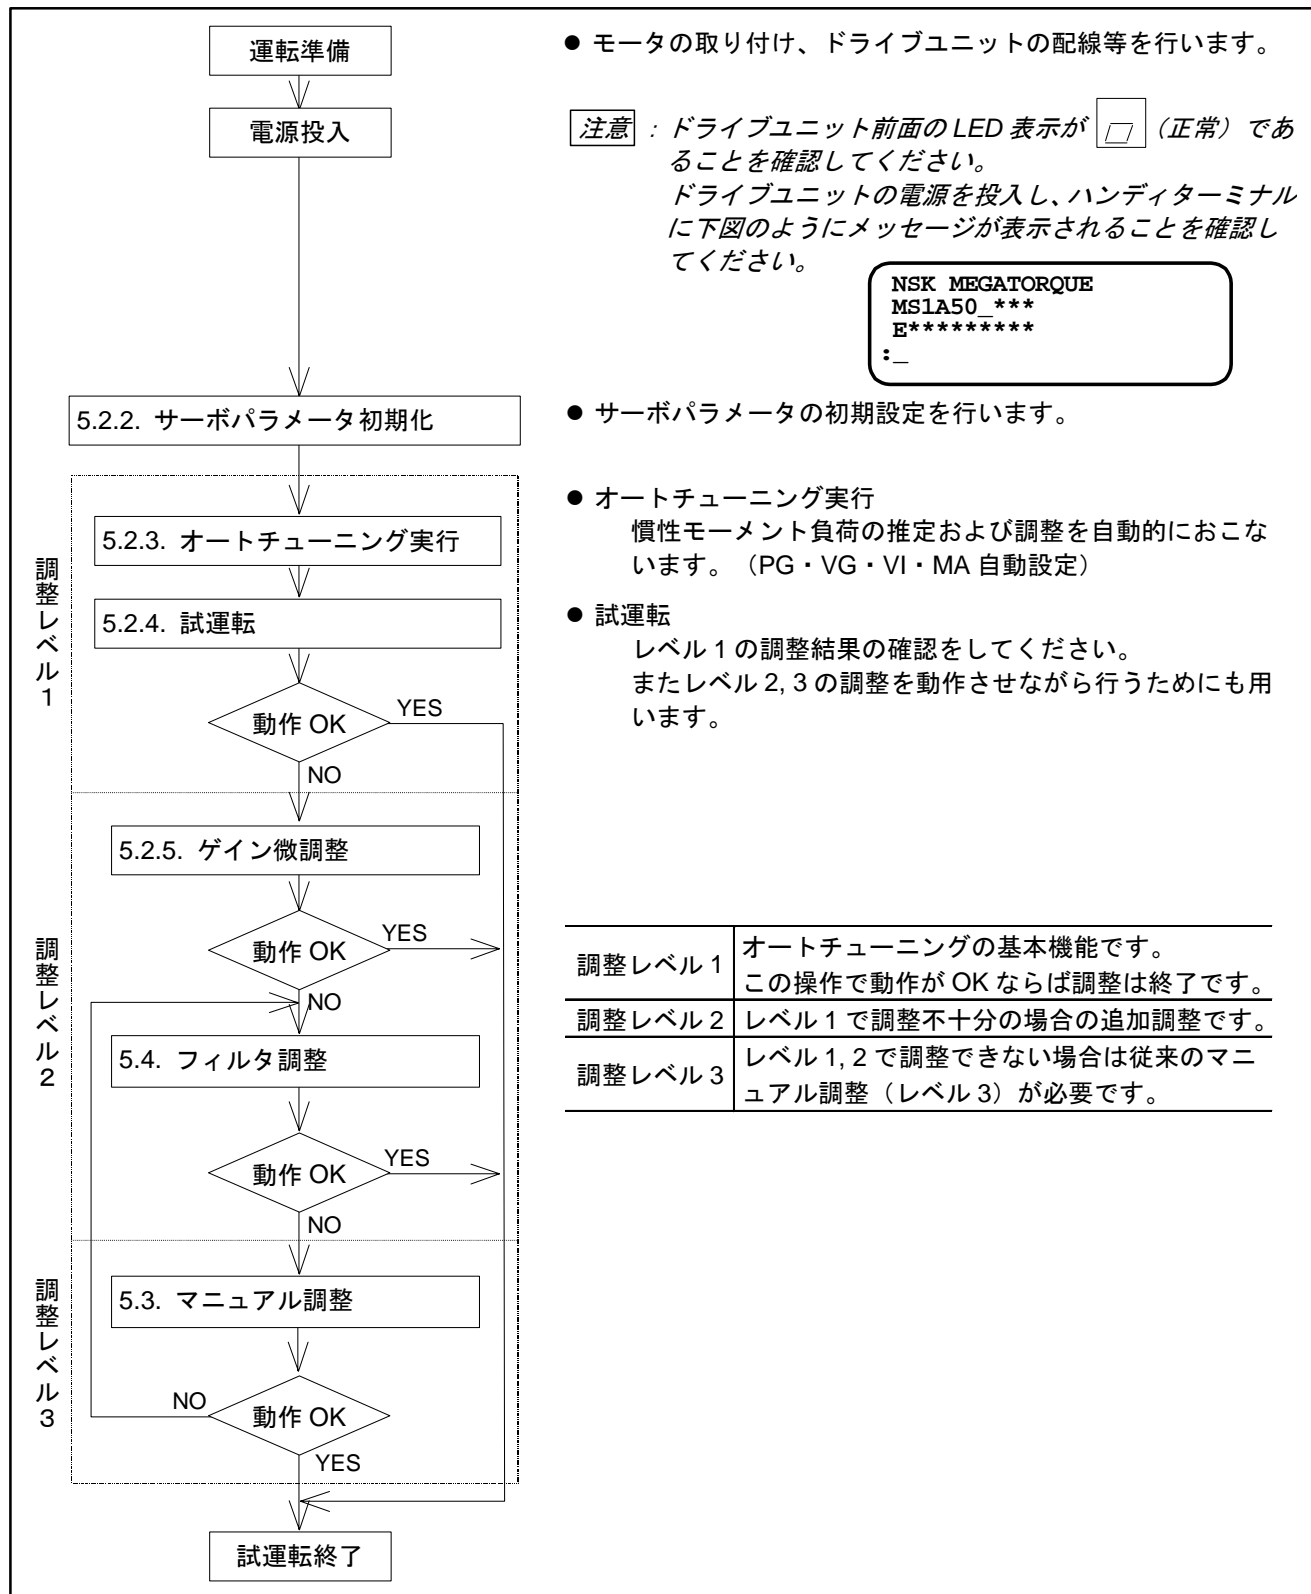 運転準備
電源投入
5.2.2. サーボパラメータ初期化
調整レベル1
5.2.3. オートチューニング実行
5.2.4. 試運転
動作 OK
YES
NO
調整レベル2
5.2.5. ゲイン微調整
動作 OK
YES
NO
5.4. フィルタ調整
動作 OK
YES
NO
調整レベル3
5.3. マニュアル調整
動作 OK
NO
YES
試運転終了
● モータの取り付け、ドライブユニットの配線等を行います。
注意 : ドライブユニット前面の LED 表示が （正常）であ
ることを確認してください。
ドライブユニットの電源を投入し、ハンディターミナル
に下図のようにメッセージが表示されることを確認し
てください。
NSK MEGATORQUE
MS1A50_***
E*********
:_
● サーボパラメータの初期設定を行います。
● オートチューニング実行
慣性モーメント負荷の推定および調整を自動的におこな
います。（PG・VG・VI・MA 自動設定）
● 試運転
レベル 1 の調整結果の確認をしてください。
またレベル 2, 3 の調整を動作させながら行うためにも用
います。
調整レベル 1
オートチューニングの基本機能です。
この操作で動作が OK ならば調整は終了です。
調整レベル 2
レベル 1 で調整不十分の場合の追加調整です。
調整レベル 3
レベル 1, 2 で調整できない場合は従来のマニ
ュアル調整（レベル 3）が必要です。